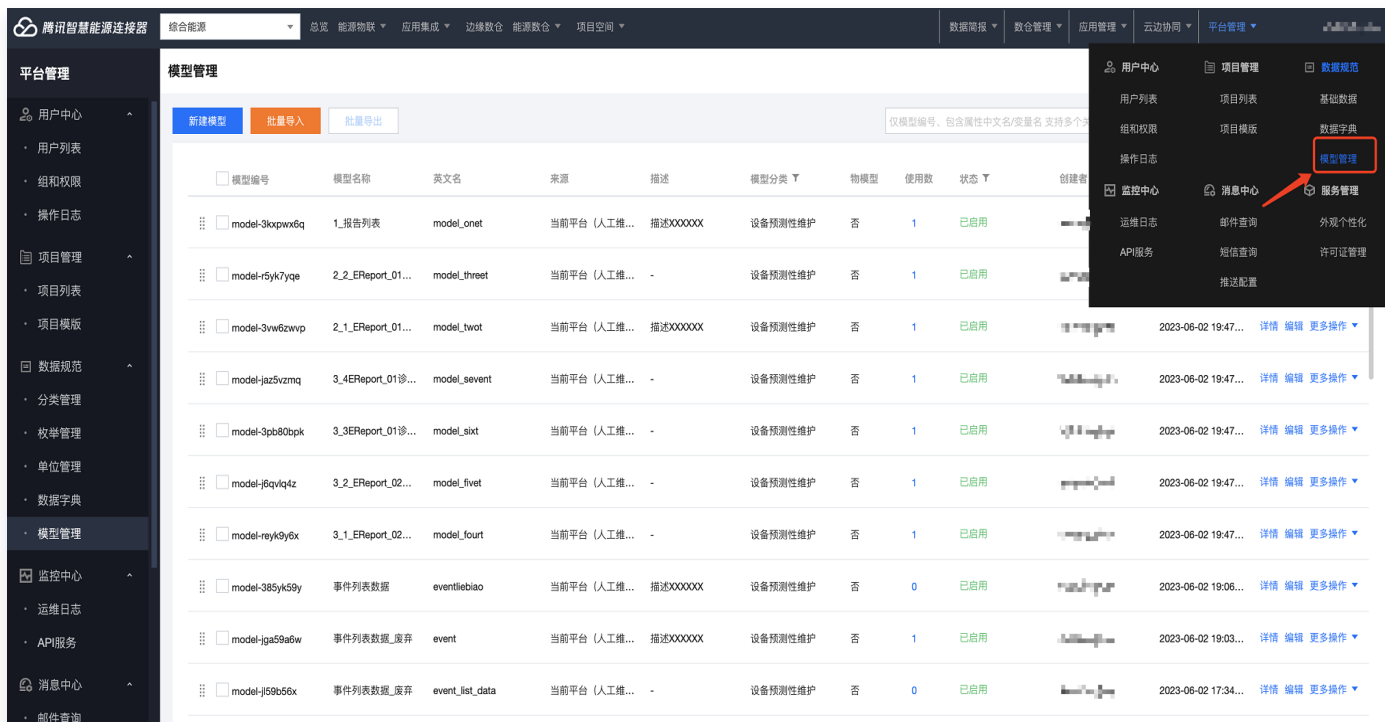 腾讯智慧能源连接器 综合能源 总览 能源物联 应用集成 边缘数仓 能源数仓 项目空间 数据简报 数仓管理 应用管理 云边协同 平台管理
平台管理
用户中心
用户列表
组和权限
操作日志
项目管理
项目列表
项目模版
数据规范
分类管理
枚举管理
单位管理
数据字典
模型管理
监控中心
运维日志
API服务
消息中心
邮件查询
模型管理
新建模型 批量导入 批量导出 仅模型编号、包含属性中文名/变量名 支持多个关
模型编号 模型名称 英文名 来源 描述 模型分类 物模型 使用数 状态 创建者
model-3kxpwx6q 1_报告列表 model_onet 当前平台（人工维... 描述XXXXXX 设备预测性维护 否 1 已启用
model-r5yk7yqe 2_2_EReport_01... model_threet 当前平台（人工维... - 设备预测性维护 否 1 已启用
model-3vw6zwvp 2_1_EReport_01... model_twot 当前平台（人工维... 描述XXXXXX 设备预测性维护 否 1 已启用 2023-06-02 19:47... 详情 编辑 更多操作
model-jaz5vzmq 3_4EReport_01诊... model_sevent 当前平台（人工维... - 设备预测性维护 否 1 已启用 2023-06-02 19:47... 详情 编辑 更多操作
model-3pb80bpk 3_3EReport_01诊... model_sixt 当前平台（人工维... - 设备预测性维护 否 1 已启用 2023-06-02 19:47... 详情 编辑 更多操作
model-j6qvlq4z 3_2_EReport_02... model_fivet 当前平台（人工维... - 设备预测性维护 否 1 已启用 2023-06-02 19:47... 详情 编辑 更多操作
model-reyk9y6x 3_1_EReport_02... model_fourt 当前平台（人工维... - 设备预测性维护 否 1 已启用 2023-06-02 19:47... 详情 编辑 更多操作
model-385yk59y 事件列表数据 eventliebiao 当前平台（人工维... 描述XXXXXX 设备预测性维护 否 0 已启用 2023-06-02 19:06... 详情 编辑 更多操作
model-jga59a6w 事件列表数据_废弃 event 当前平台（人工维... 描述XXXXXX 设备预测性维护 否 1 已启用 2023-06-02 19:03... 详情 编辑 更多操作
model-jl59b56x 事件列表数据_废弃 event_list_data 当前平台（人工维... - 设备预测性维护 否 0 已启用 2023-06-02 17:34... 详情 编辑 更多操作
用户中心 项目管理 数据规范
用户列表 项目列表 基础数据
组和权限 项目模版 数据字典
操作日志 模型管理
监控中心 消息中心 服务管理
运维日志 邮件查询 外观个性化
API服务 短信查询 许可证管理
推送配置